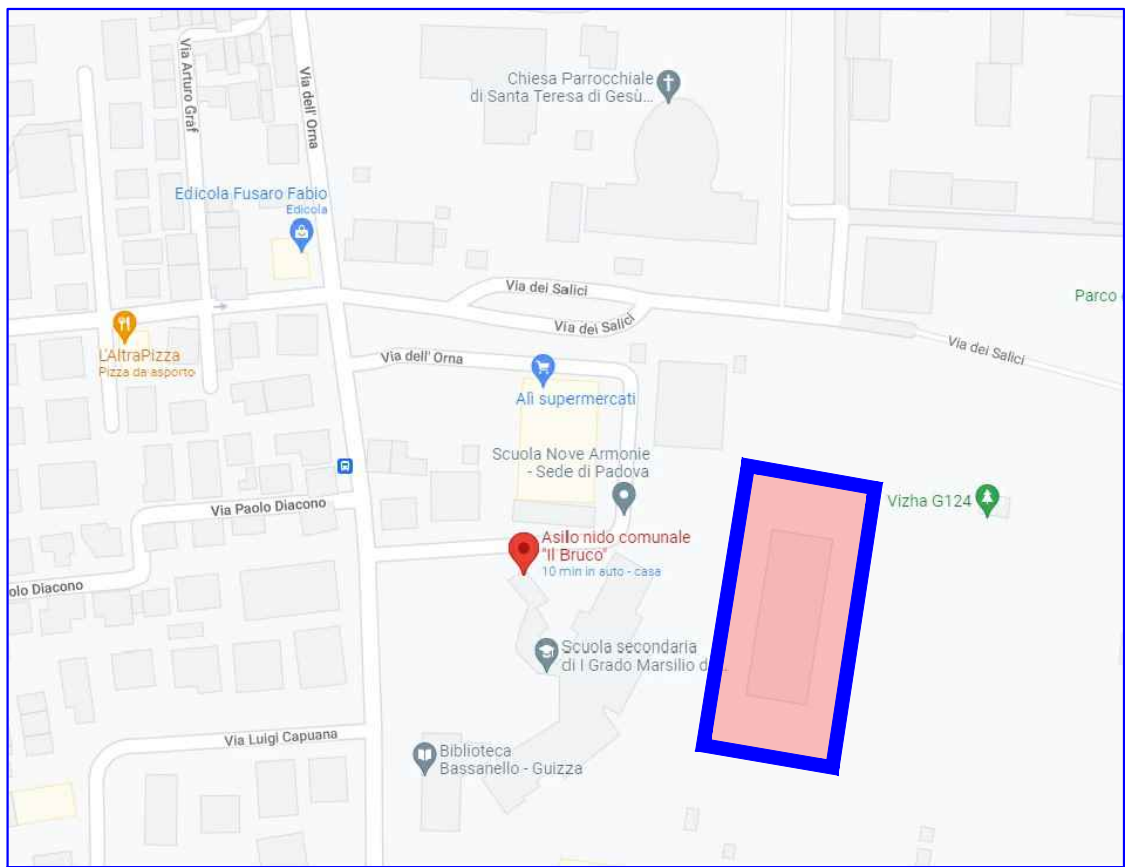 Via Arturo Graf
Via dell' Orna
Chiesa Parrocchiale
di Santa Teresa di Gesù...
Edicola Fusaro Fabio
Edicola
Via dei Salici
Via dei Salici
Parco
Via dei Salici
L'AltraPizza
Pizza da asporto
Via dell' Orna
Alì supermercati
Scuola Nove Armonie
- Sede di Padova
Vizha G124
Via Paolo Diacono
Asilo nido comunale
"Il Bruco"
10 min in auto - casa
olo Diacono
Scuola secondaria
di I Grado Marsilio d...
Via Luigi Capuana
Biblioteca
Bassanello - Guizza